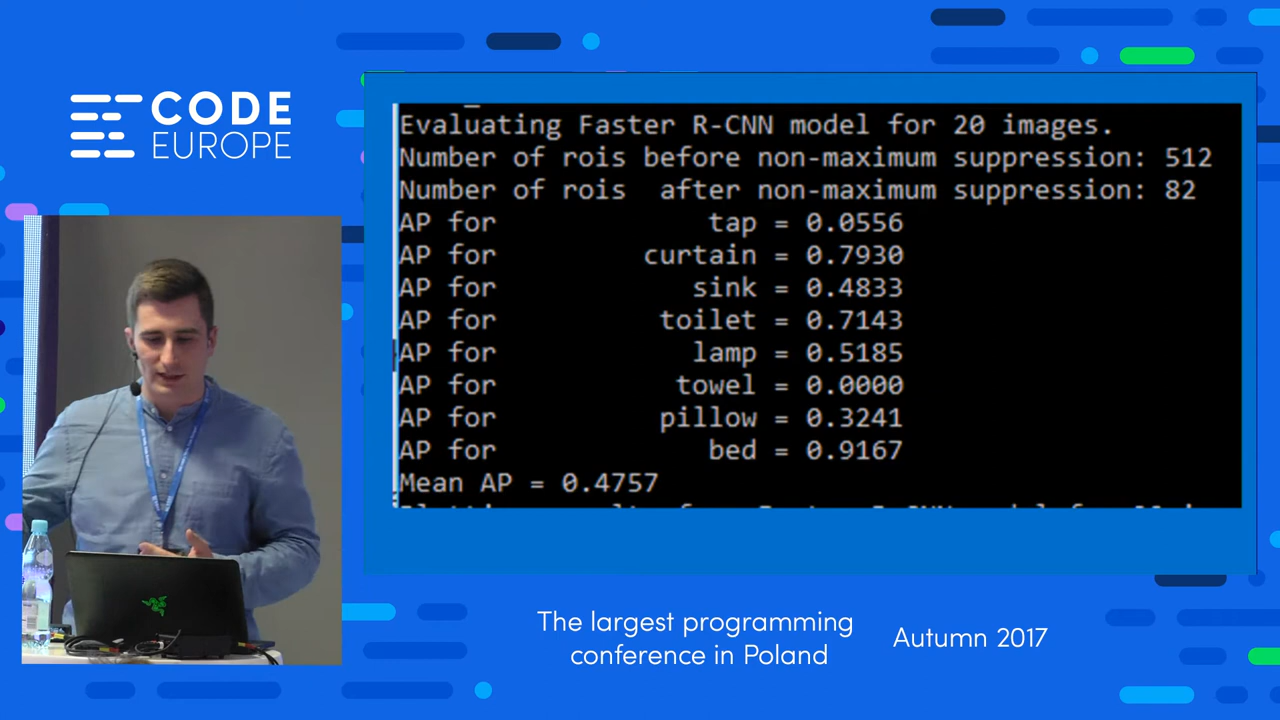 CODE
EUROPE
Evaluating Faster R-CNN model for 20 images.
Number of rois before non-maximum suppression: 512
Number of rois  after non-maximum suppression: 82
AP for             tap = 0.0556
AP for         curtain = 0.7930
AP for            sink = 0.4833
AP for          toilet = 0.7143
AP for            lamp = 0.5185
AP for           towel = 0.0000
AP for          pillow = 0.3241
AP for             bed = 0.9167
Mean AP = 0.4757
The largest programming
conference in Poland
Autumn 2017